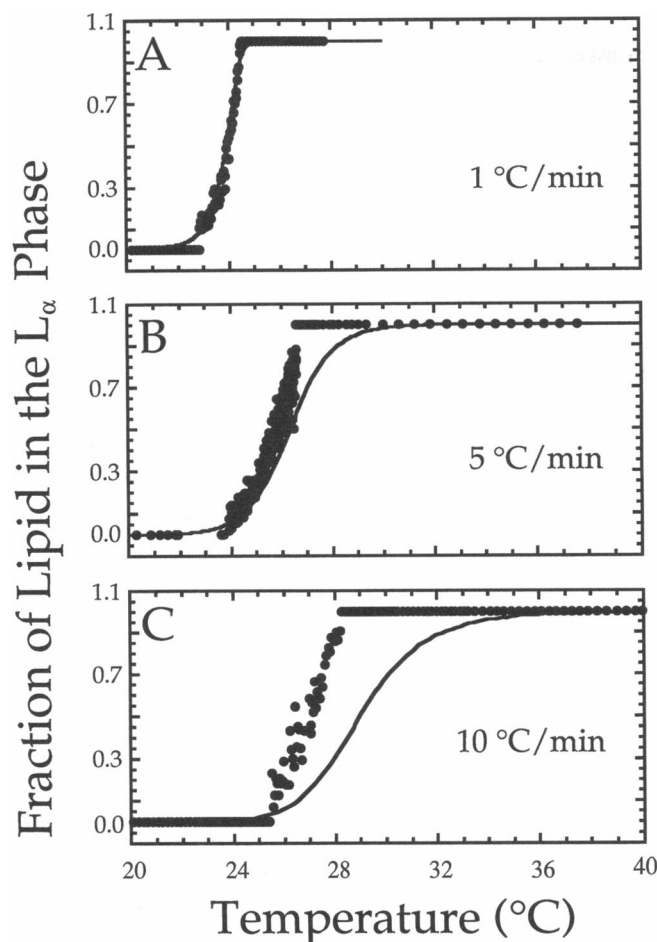 Fraction of Lipid in the Lα Phase
1.1
A
0.7
0.3
1 °C/min
0.0
1.1
B
0.7
0.3
5 °C/min
0.0
1.1
C
0.7
0.3
10 °C/min
0.0
20 24 28 32 36 40
Temperature (°C)